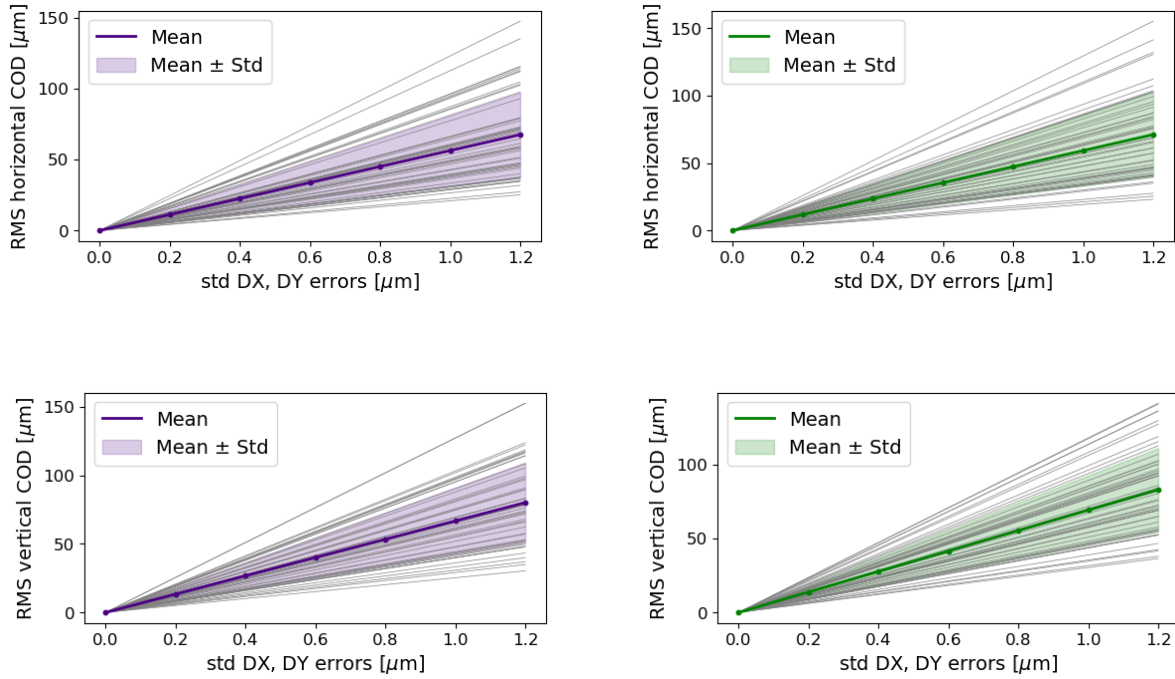 RMS horizontal COD [μm]
150
100
50
0
Mean
Mean ± Std
0.0 0.2 0.4 0.6 0.8 1.0 1.2
std DX, DY errors [μm]
RMS horizontal COD [μm]
150
100
50
0
Mean
Mean ± Std
0.0 0.2 0.4 0.6 0.8 1.0 1.2
std DX, DY errors [μm]
RMS vertical COD [μm]
150
100
50
0
Mean
Mean ± Std
0.0 0.2 0.4 0.6 0.8 1.0 1.2
std DX, DY errors [μm]
RMS vertical COD [μm]
100
50
0
Mean
Mean ± Std
0.0 0.2 0.4 0.6 0.8 1.0 1.2
std DX, DY errors [μm]